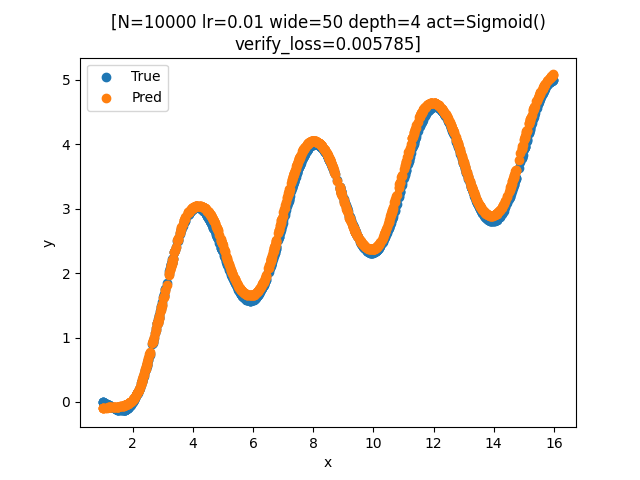 [N=10000 lr=0.01 wide=50 depth=4 act=Sigmoid()
verify_loss=0.005785]
True
Pred
y
5
4
3
2
1
0
2
4
6
8
10
12
14
16
x